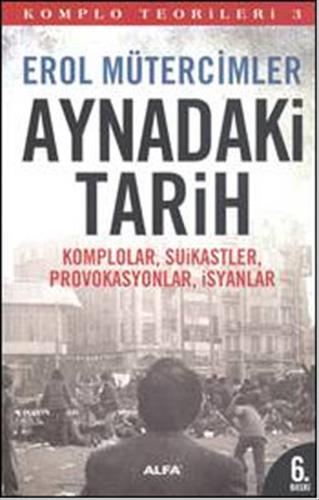 KOMPLO TEORİLERİ 3
EROL MÜTERCİMLER
AYNADAKİ
TARİH
KOMPLOLAR, SUİKASTLER,
PROVOKASYONLAR, İSYANLAR
6.
BASKI
ALFA